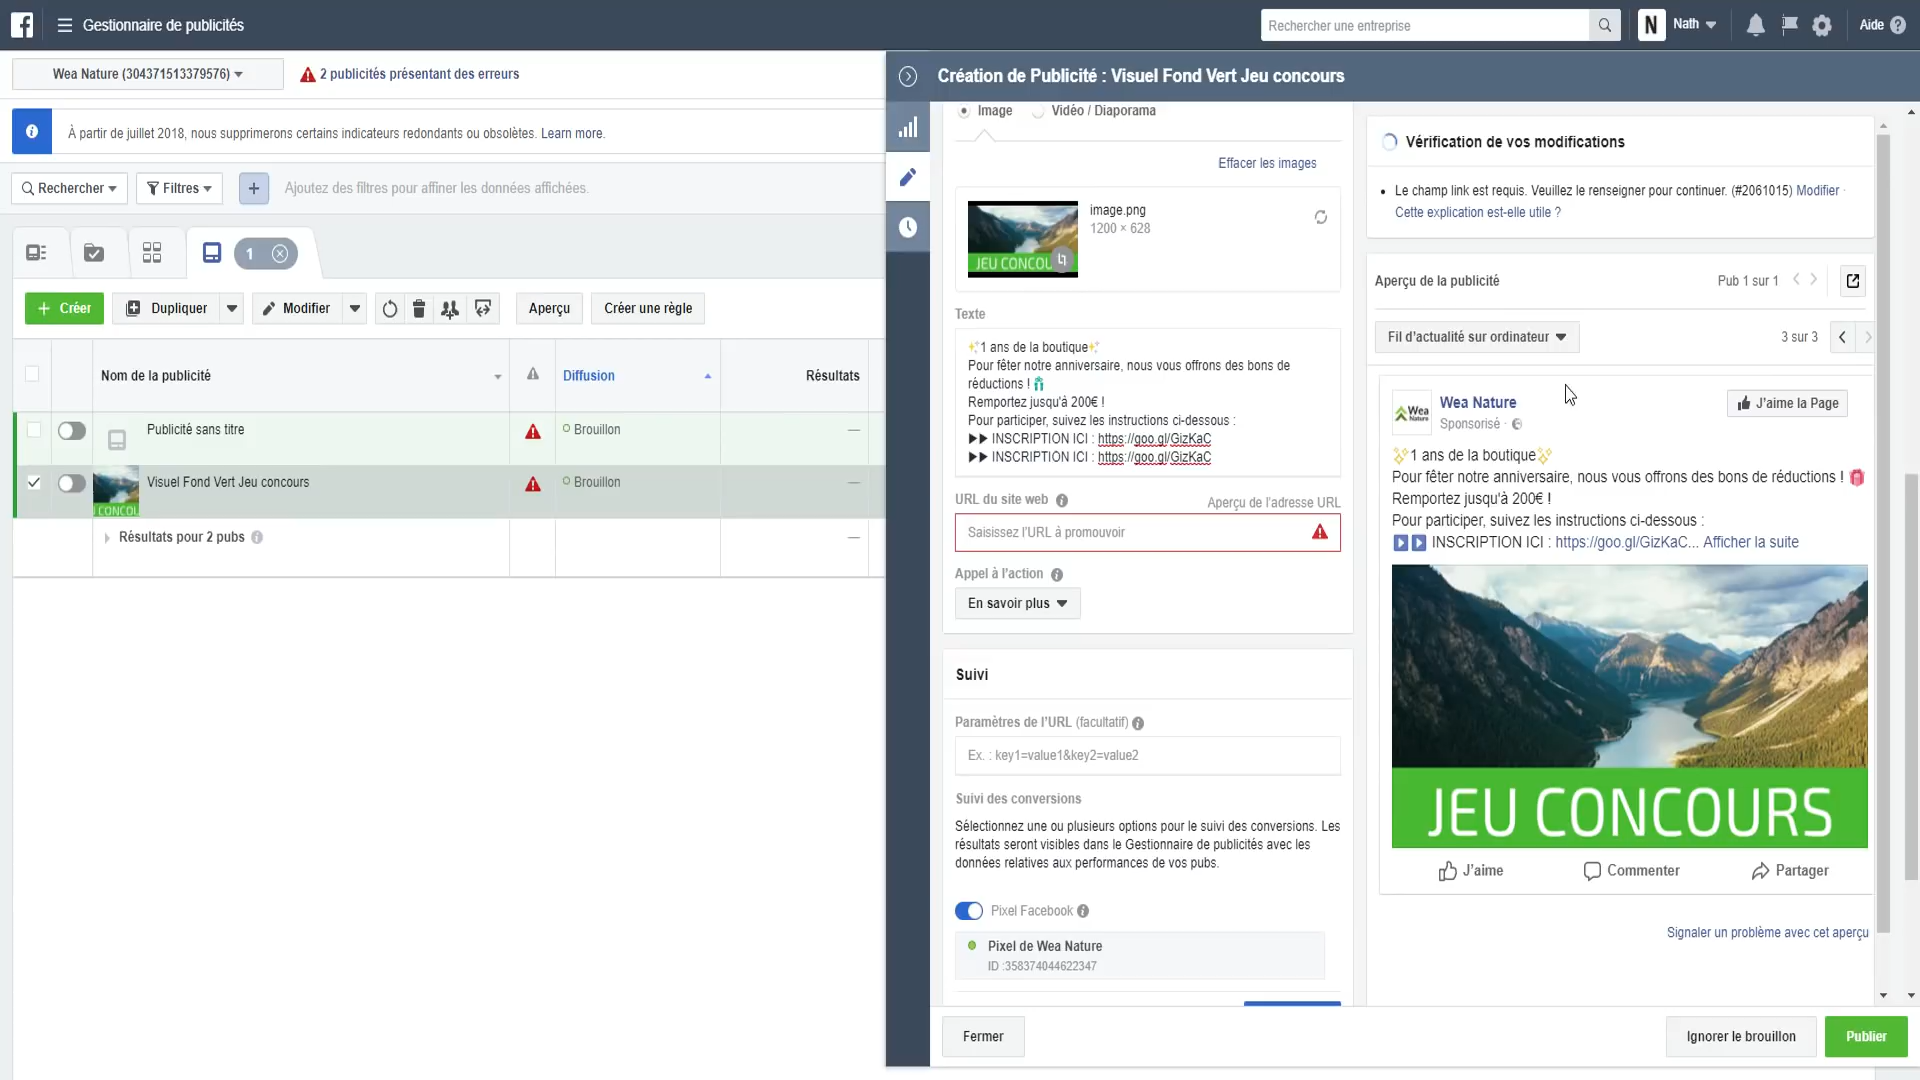 Gestionnaire de publicités
Rechercher une entreprise
N
Nath
Aide
Wea Nature (304371513379576)
2 publicités présentant des erreurs
À partir de juillet 2018, nous supprimerons certains indicateurs redondants ou obsolètes. Learn more.
Rechercher
Filtres
+
Ajoutez des filtres pour affiner les données affichées.
1
+ Créer
Dupliquer
Modifier
Aperçu
Créer une règle
Nom de la publicité
Diffusion
Résultats
Publicité sans titre
Brouillon
—
Visuel Fond Vert Jeu concours
Brouillon
—
Résultats pour 2 pubs
—
Création de Publicité : Visuel Fond Vert Jeu concours
Image
Vidéo / Diaporama
Effacer les images
JEU CONCOU
image.png
1200 × 628
Texte
✨1 ans de la boutique✨
Pour fêter notre anniversaire, nous vous offrons des bons de
réductions ! 🎁
Remportez jusqu'à 200€ !
Pour participer, suivez les instructions ci-dessous :
▶▶ INSCRIPTION ICI : https://goo.gl/GizKaC
▶▶ INSCRIPTION ICI : https://goo.gl/GizKaC
URL du site web
Aperçu de l'adresse URL
Saisissez l'URL à promouvoir
Appel à l'action
En savoir plus
Suivi
Paramètres de l'URL (facultatif)
Ex. : key1=value1&key2=value2
Suivi des conversions
Sélectionnez une ou plusieurs options pour le suivi des conversions. Les
résultats seront visibles dans le Gestionnaire de publicités avec les
données relatives aux performances de vos pubs.
Pixel Facebook
Pixel de Wea Nature
ID :358374044622347
Fermer
Ignorer le brouillon
Publier
Vérification de vos modifications
• Le champ link est requis. Veuillez le renseigner pour continuer. (#2061015) Modifier ·
Cette explication est-elle utile ?
Aperçu de la publicité
Pub 1 sur 1
Fil d'actualité sur ordinateur
3 sur 3
Wea Nature
Wea Nature
Sponsorisé ·
J'aime la Page
✨1 ans de la boutique✨
Pour fêter notre anniversaire, nous vous offrons des bons de réductions ! 🎁
Remportez jusqu'à 200€ !
Pour participer, suivez les instructions ci-dessous :
▶▶ INSCRIPTION ICI : https://goo.gl/GizKaC... Afficher la suite
JEU CONCOURS
J'aime
Commenter
Partager
Signaler un problème avec cet aperçu